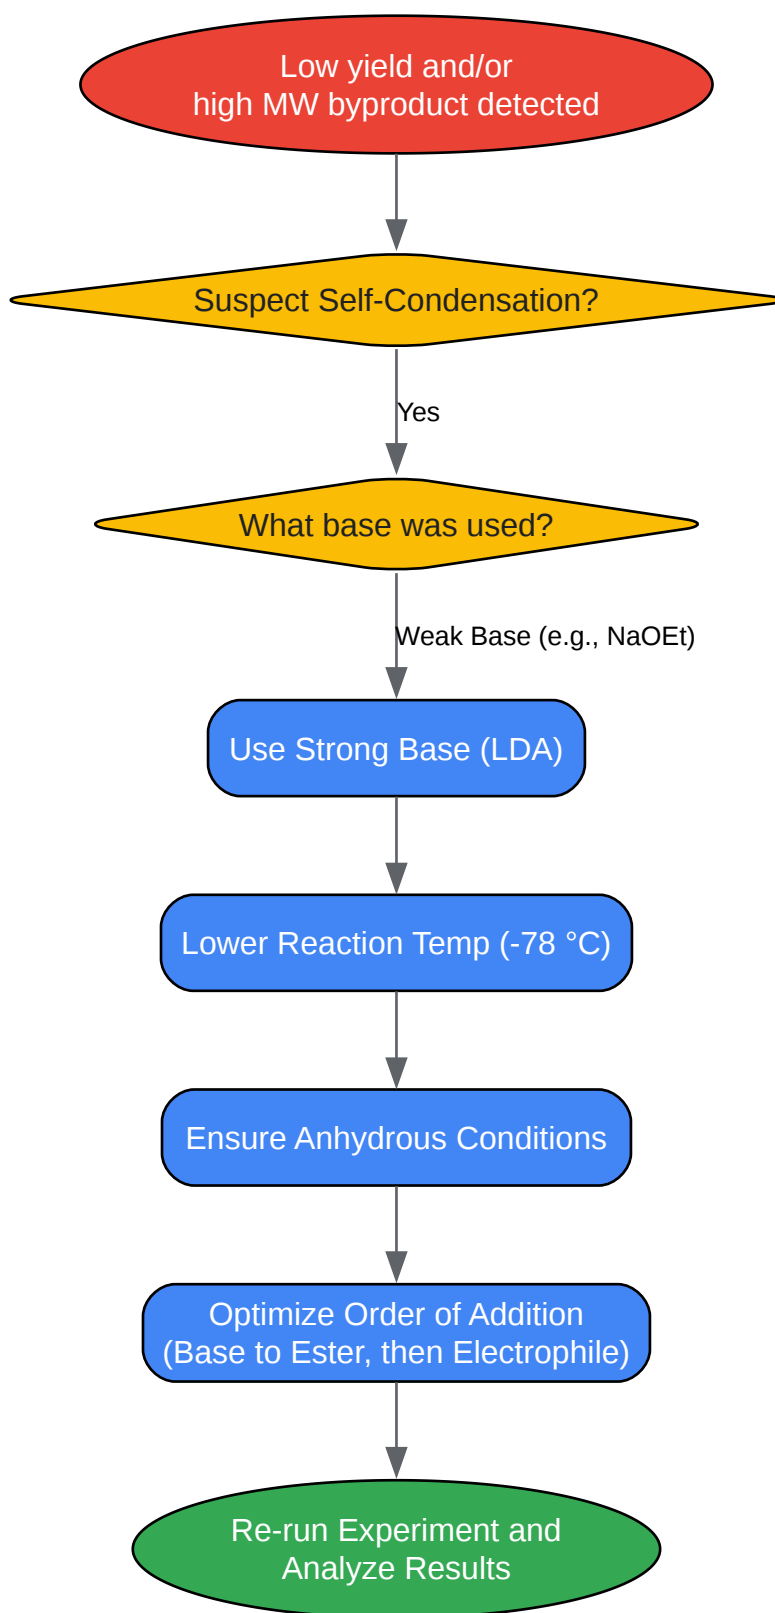 Low yield and/or
high MW byproduct detected
Suspect Self-Condensation?
Yes
What base was used?
Weak Base (e.g., NaOEt)
Use Strong Base (LDA)
Lower Reaction Temp (-78 °C)
Ensure Anhydrous Conditions
Optimize Order of Addition
(Base to Ester, then Electrophile)
Re-run Experiment and
Analyze Results